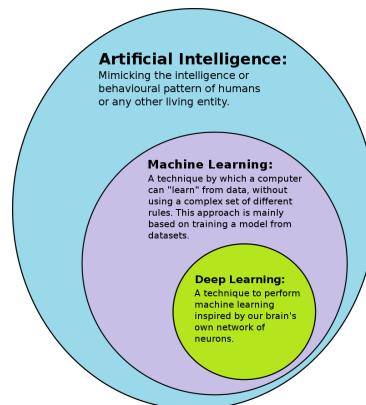 Artificial Intelligence:
Mimicking the intelligence or
behavioural pattern of humans
or any other living entity.
Machine Learning:
A technique by which a computer
can "learn" from data, without
using a complex set of different
rules. This approach is mainly
based on training a model from
datasets.
Deep Learning:
A technique to perform
machine learning
inspired by our brain's
own network of
neurons.